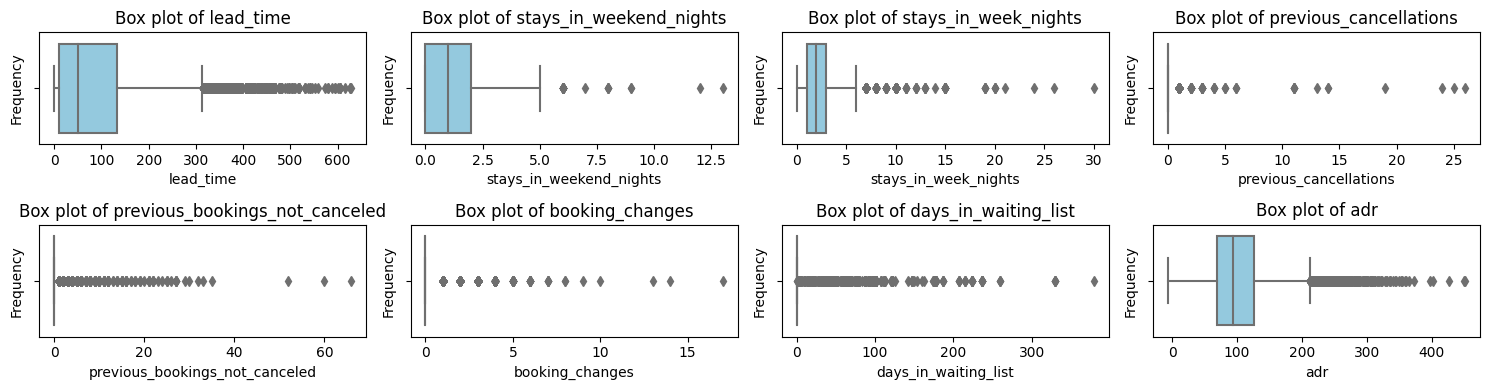 Box plot of lead_time
Frequency
0 100 200 300 400 500 600
lead_time
Box plot of stays_in_weekend_nights
Frequency
0.0 2.5 5.0 7.5 10.0 12.5
stays_in_weekend_nights
Box plot of stays_in_week_nights
Frequency
0 5 10 15 20 25 30
stays_in_week_nights
Box plot of previous_cancellations
Frequency
0 5 10 15 20 25
previous_cancellations
Box plot of previous_bookings_not_canceled
Frequency
0 20 40 60
previous_bookings_not_canceled
Box plot of booking_changes
Frequency
0 5 10 15
booking_changes
Box plot of days_in_waiting_list
Frequency
0 100 200 300
days_in_waiting_list
Box plot of adr
Frequency
0 100 200 300 400
adr